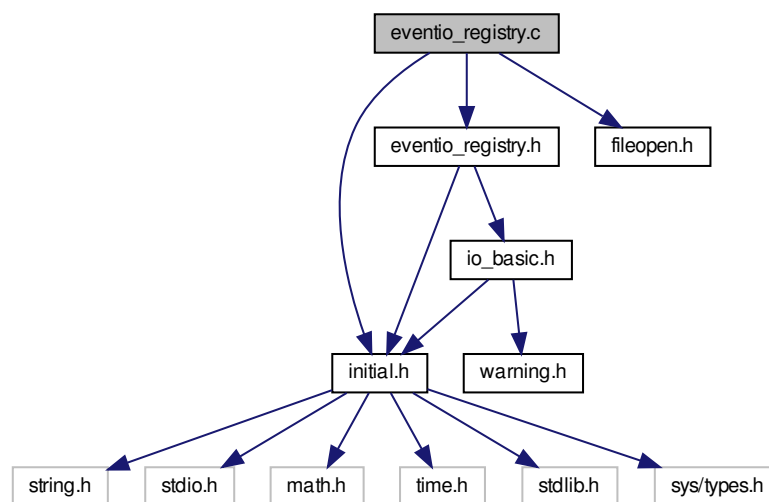 eventio_registry.c
eventio_registry.h
fileopen.h
io_basic.h
initial.h
warning.h
string.h
stdio.h
math.h
time.h
stdlib.h
sys/types.h